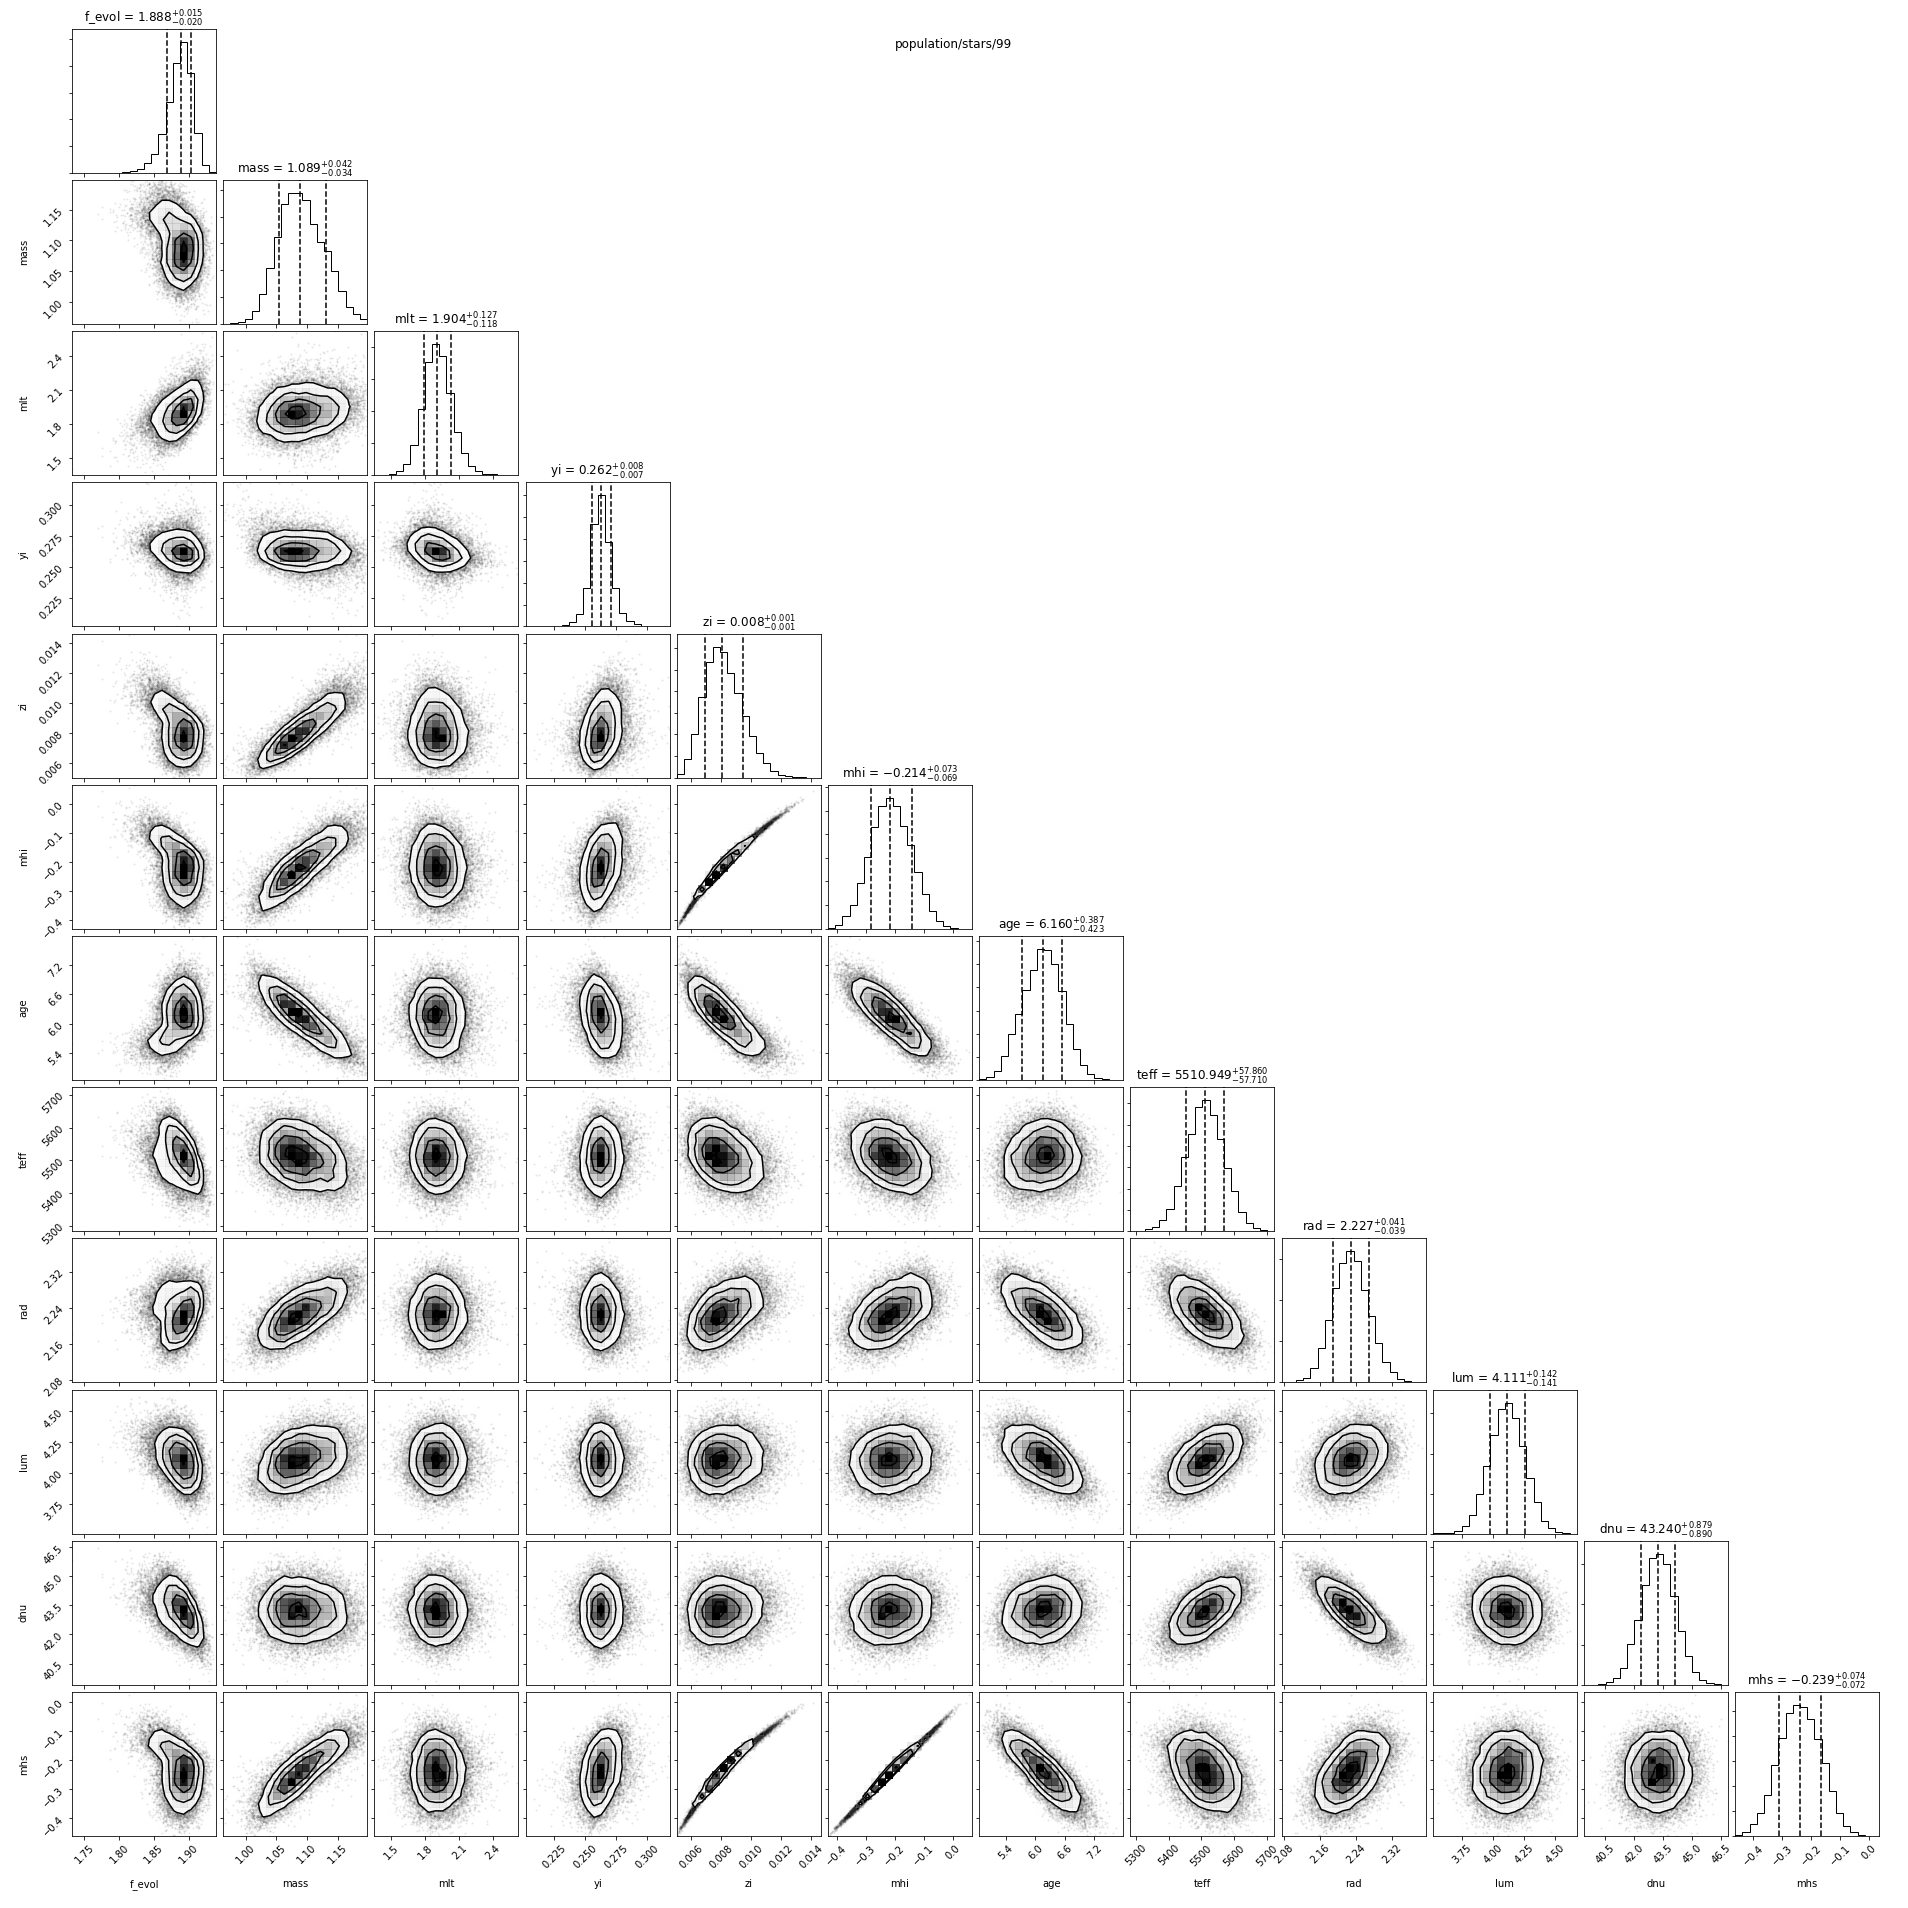 f_evol = 1.888+0.015 −0.020
population/stars/99
mass = 1.089+0.042 −0.034
1.15
1.10
1.05
1.00
mass
mlt = 1.904+0.127 −0.118
2.4
2.1
1.8
1.5
mlt
yi = 0.262+0.008 −0.007
0.300
0.275
0.250
0.225
yi
zi = 0.008+0.001 −0.001
0.014
0.012
0.010
0.008
0.006
zi
mhi = −0.214+0.073 −0.069
0.0
−0.1
−0.2
−0.3
−0.4
mhi
age = 6.160+0.387 −0.423
7.2
6.6
6.0
5.4
age
teff = 5510.949+57.860 −57.710
5700
5600
5500
5400
5300
teff
rad = 2.227+0.041 −0.039
2.32
2.24
2.16
2.08
rad
lum = 4.111+0.142 −0.141
4.50
4.25
4.00
3.75
lum
dnu = 43.240+0.879 −0.890
46.5
45.0
43.5
42.0
40.5
dnu
mhs = −0.239+0.074 −0.072
0.0
−0.1
−0.2
−0.3
−0.4
mhs
1.75 1.80 1.85 1.90 1.00 1.05 1.10 1.15 1.5 1.8 2.1 2.4 0.225 0.250 0.275 0.300 0.006 0.008 0.010 0.012 0.014 −0.4 −0.3 −0.2 −0.1 0.0 5.4 6.0 6.6 7.2 5300 5400 5500 5600 5700 2.08 2.16 2.24 2.32 3.75 4.00 4.25 4.50 40.5 42.0 43.5 45.0 46.5 −0.4 −0.3 −0.2 −0.1 0.0
f_evol mass mlt yi zi mhi age teff rad lum dnu mhs